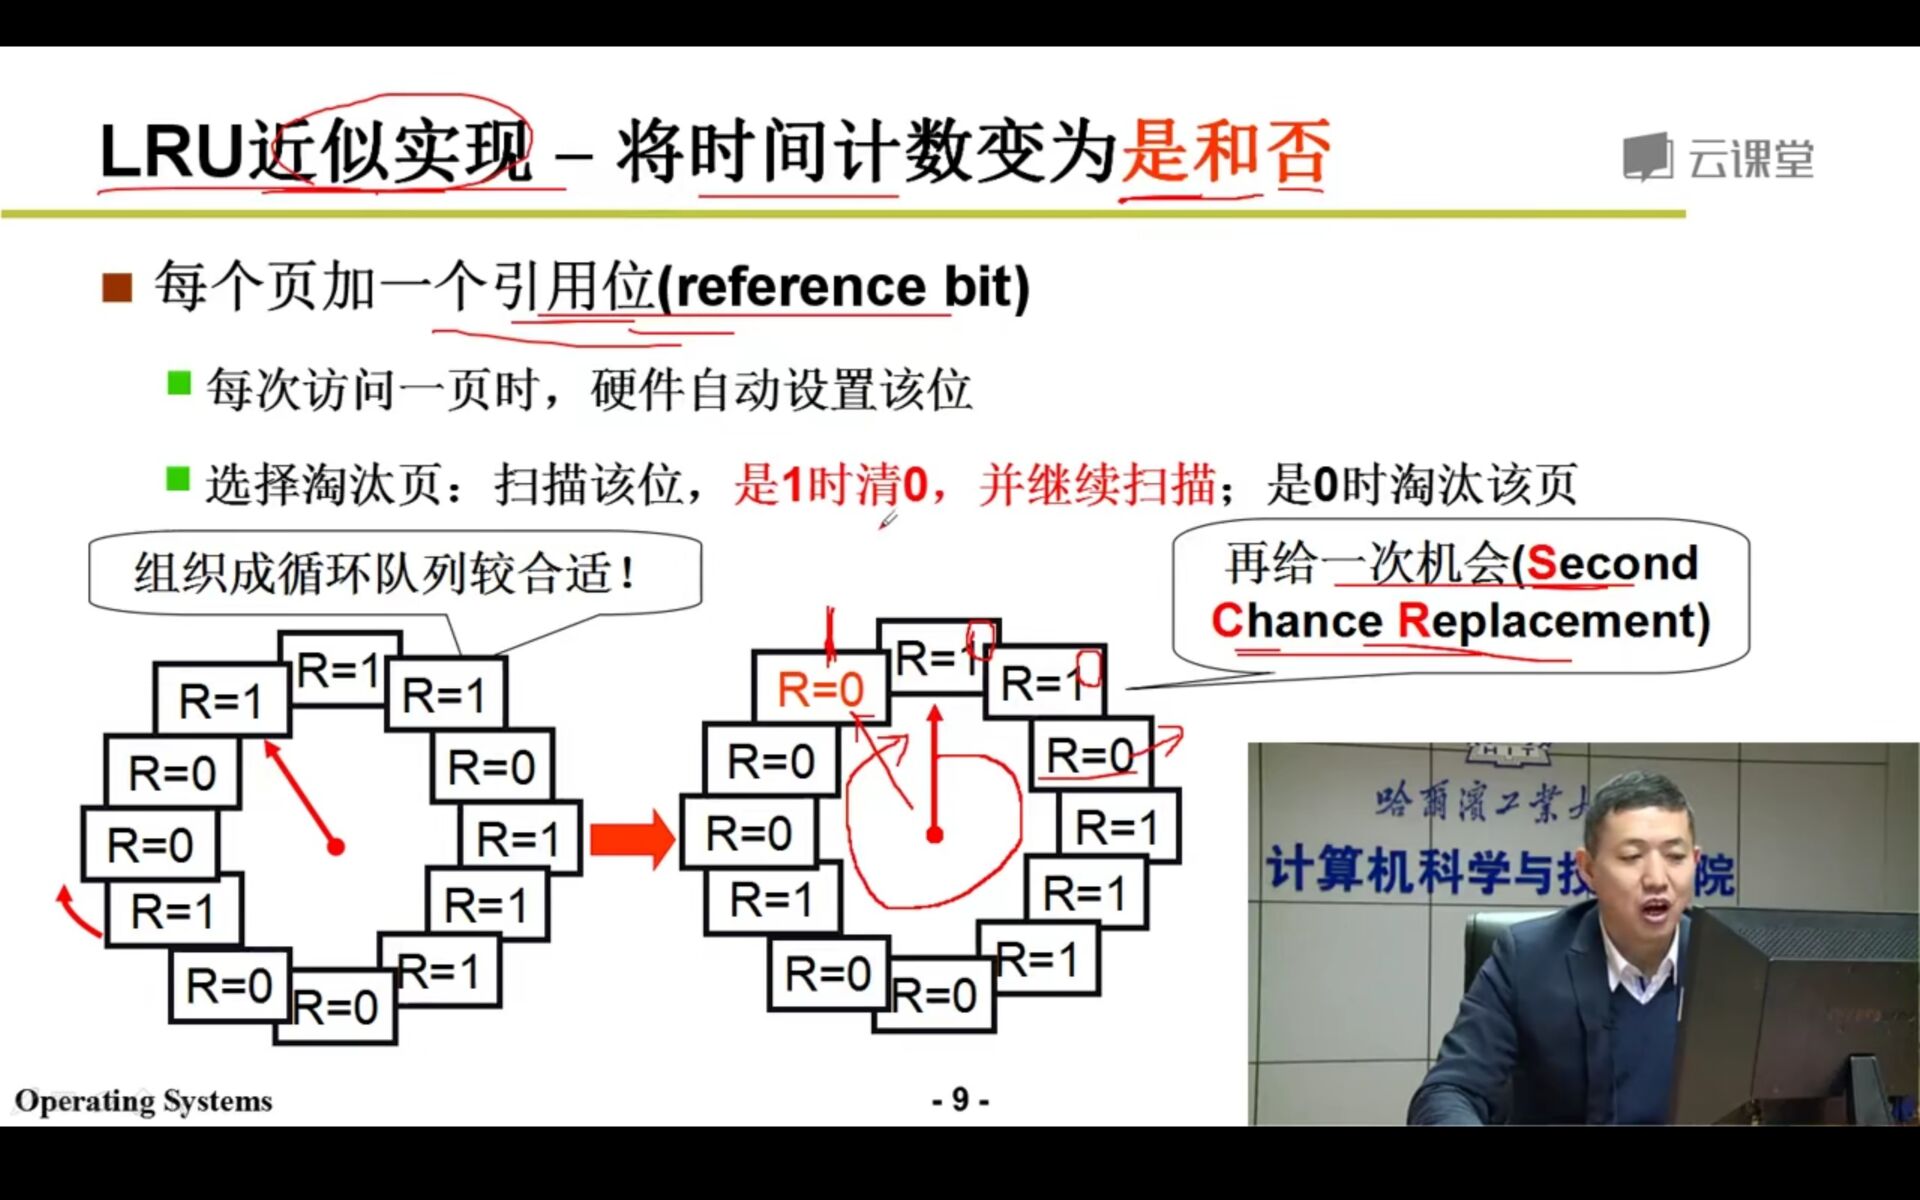 LRU近似实现 – 将时间计数变为是和否
云课堂
每个页加一个引用位(reference bit)
每次访问一页时，硬件自动设置该位
选择淘汰页：扫描该位，是1时清0，并继续扫描；是0时淘汰该页
组织成循环队列较合适！
再给一次机会(Second
Chance Replacement)
R=1
R=1
R=1
R=0
R=0
R=0
R=1
R=1
R=1
R=0
R=0
R=1
R=1
R=0
R=1
R=0
R=0
R=0
R=1
R=1
R=1
R=0
R=0
R=1
HIT
哈尔滨工业大
计算机科学与技
院
Operating Systems
- 9 -